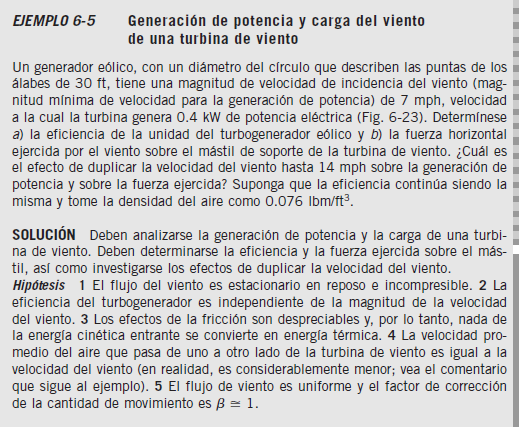 EJEMPLO 6-5 Generación de potencia y carga del viento
de una turbina de viento
Un generador eólico, con un diámetro del círculo que describen las puntas de los
álabes de 30 ft, tiene una magnitud de velocidad de incidencia del viento (mag-
nitud mínima de velocidad para la generación de potencia) de 7 mph, velocidad
a la cual la turbina genera 0.4 kW de potencia eléctrica (Fig. 6-23). Determínese
a) la eficiencia de la unidad del turbogenerador eólico y b) la fuerza horizontal
ejercida por el viento sobre el mástil de soporte de la turbina de viento. ¿Cuál es
el efecto de duplicar la velocidad del viento hasta 14 mph sobre la generación de
potencia y sobre la fuerza ejercida? Suponga que la eficiencia continúa siendo la
misma y tome la densidad del aire como 0.076 lbm/ft³.
SOLUCIÓN Deben analizarse la generación de potencia y la carga de una turbi-
na de viento. Deben determinarse la eficiencia y la fuerza ejercida sobre el más-
til, así como investigarse los efectos de duplicar la velocidad del viento.
Hipótesis 1 El flujo del viento es estacionario en reposo e incompresible. 2 La
eficiencia del turbogenerador es independiente de la magnitud de la velocidad
del viento. 3 Los efectos de la fricción son despreciables y, por lo tanto, nada de
la energía cinética entrante se convierte en energía térmica. 4 La velocidad pro-
medio del aire que pasa de uno a otro lado de la turbina de viento es igual a la
velocidad del viento (en realidad, es considerablemente menor; vea el comentario
que sigue al ejemplo). 5 El flujo de viento es uniforme y el factor de corrección
de la cantidad de movimiento es β ≅ 1.